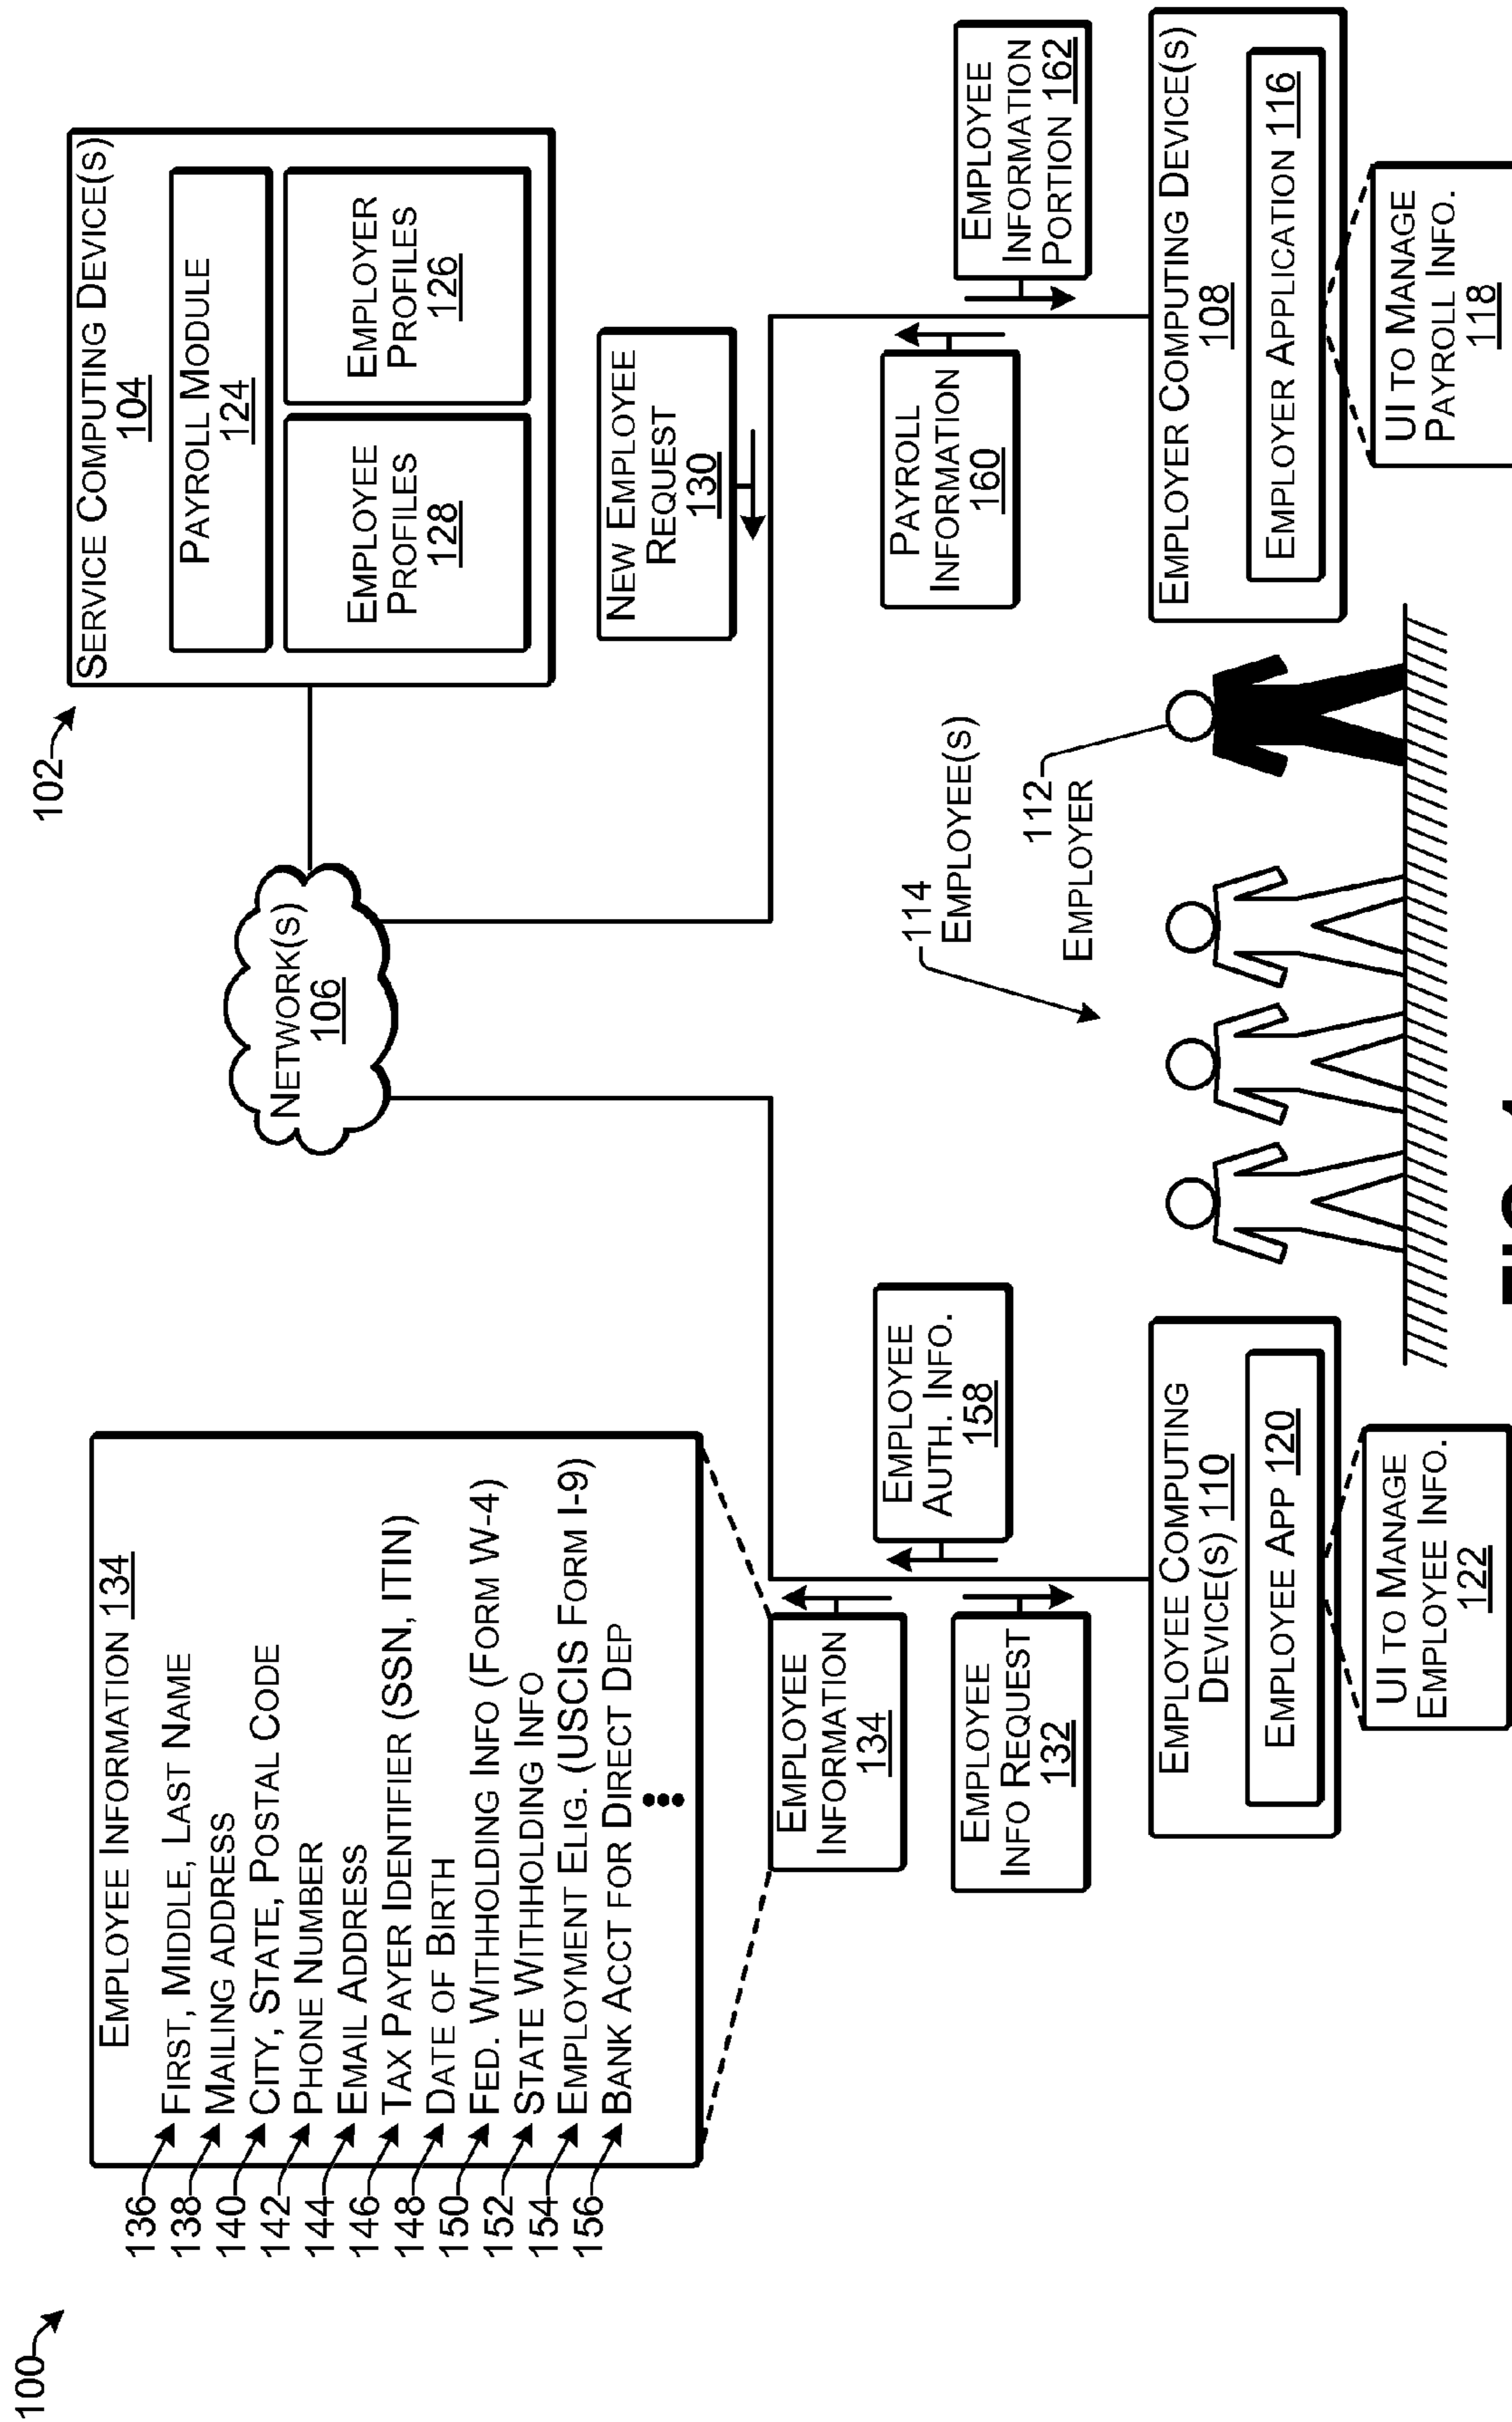 100
102
EMPLOYEE INFORMATION 134
136
FIRST, MIDDLE, LAST NAME
138
MAILING ADDRESS
140
CITY, STATE, POSTAL CODE
142
PHONE NUMBER
144
EMAIL ADDRESS
146
TAX PAYER IDENTIFIER (SSN, ITIN)
148
DATE OF BIRTH
150
FED. WITHHOLDING INFO (FORM W-4)
152
STATE WITHHOLDING INFO
154
EMPLOYMENT ELIG. (USCIS FORM I-9)
156
BANK ACCT FOR DIRECT DEP
NETWORK(S)
106
SERVICE COMPUTING DEVICE(S)
104
PAYROLL MODULE
124
EMPLOYEE
PROFILES
128
EMPLOYER
PROFILES
126
NEW EMPLOYEE
REQUEST
130
EMPLOYEE
INFORMATION
134
EMPLOYEE
AUTH. INFO.
158
EMPLOYEE
INFO REQUEST
132
PAYROLL
INFORMATION
160
EMPLOYEE
INFORMATION
PORTION 162
114
EMPLOYEE(S)
112
EMPLOYER
EMPLOYEE COMPUTING
DEVICE(S) 110
EMPLOYEE APP 120
UI TO MANAGE
EMPLOYEE INFO.
122
EMPLOYER COMPUTING DEVICE(S)
108
EMPLOYER APPLICATION 116
UI TO MANAGE
PAYROLL INFO.
118